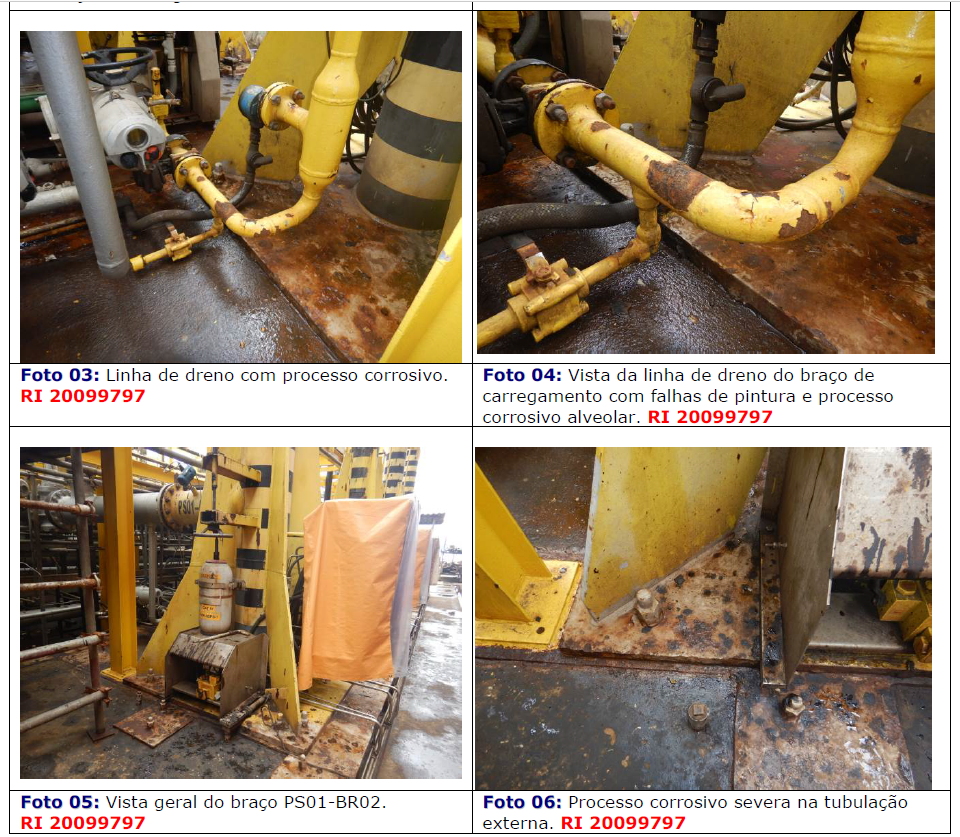 Foto 03: Linha de dreno com processo corrosivo.
RI 20099797
Foto 04: Vista da linha de dreno do braço de
carregamento com falhas de pintura e processo
corrosivo alveolar. RI 20099797
PS01-
Foto 05: Vista geral do braço PS01-BR02.
RI 20099797
Foto 06: Processo corrosivo severa na tubulação
externa. RI 20099797